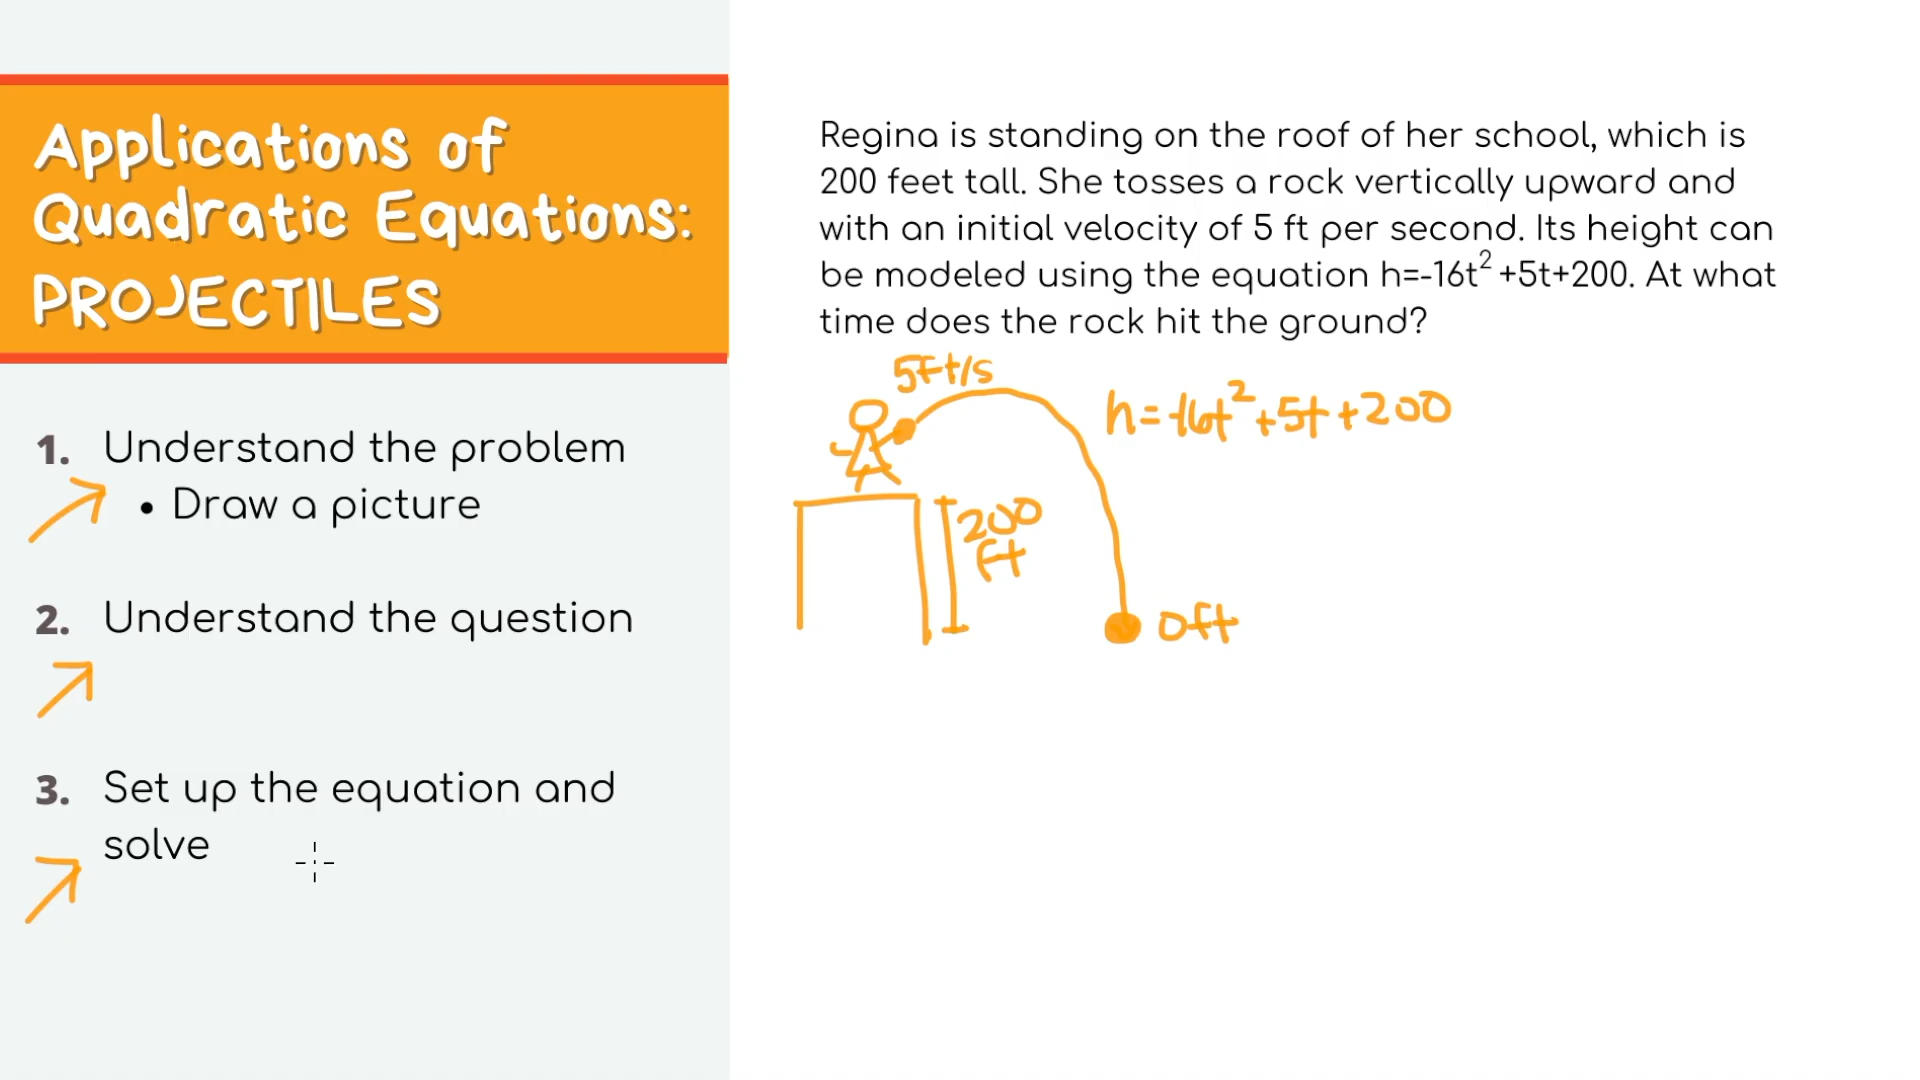 Applications of
Quadratic Equations:
PROJECTILES
1. Understand the problem
• Draw a picture
2. Understand the question
3. Set up the equation and
solve
Regina is standing on the roof of her school, which is
200 feet tall. She tosses a rock vertically upward and
with an initial velocity of 5 ft per second. Its height can
be modeled using the equation h=-16t² +5t+200. At what
time does the rock hit the ground?
5ft/s
h=-16t²+5t+200
200
ft
0ft